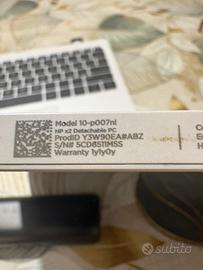 Model 10-p007nl
HP x2 Detachable PC
ProdID Y3W90EA#ABZ
S/N# 5CD6511MSS
Warranty 1y1y0y
subito